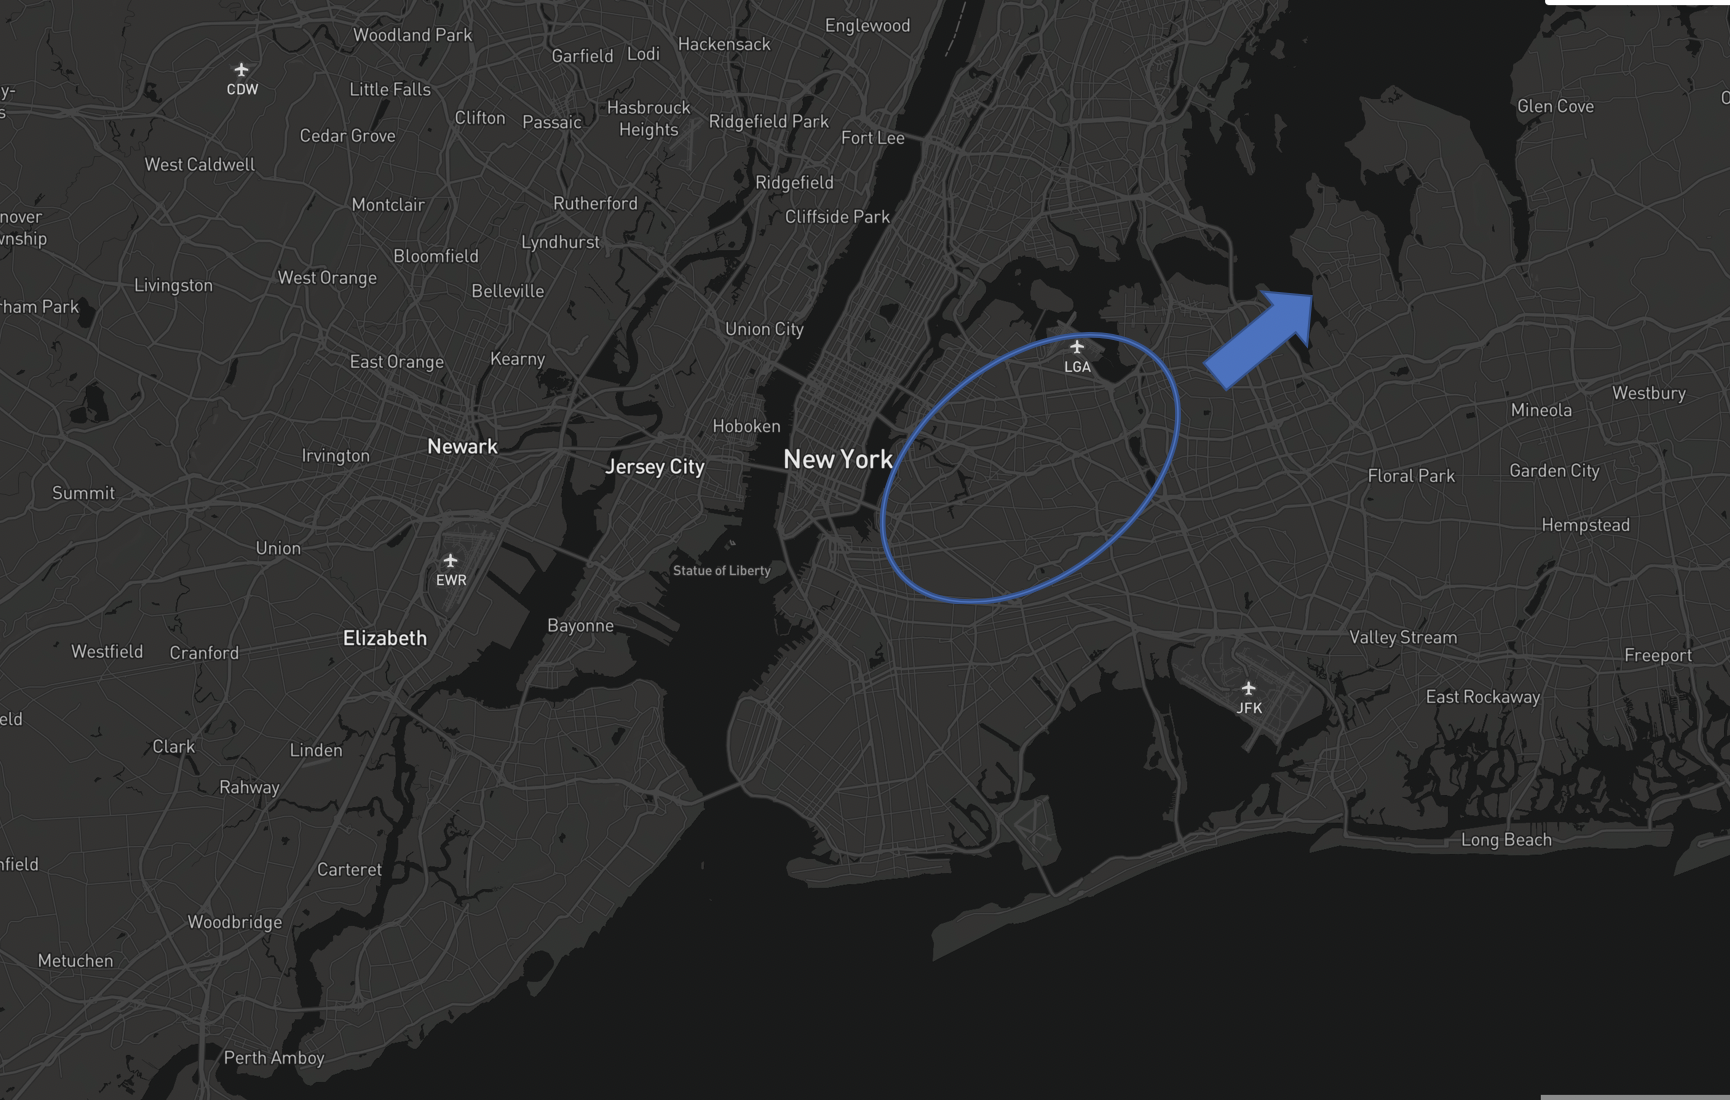 Englewood
Woodland Park
Hackensack
Garfield
Lodi
CDW
Little Falls
y-
s
Glen Cove
Hasbrouck
Heights
Clifton
Passaic
Ridgefield Park
Cedar Grove
Fort Lee
West Caldwell
Ridgefield
Montclair
Rutherford
nover
wnship
Cliffside Park
Lyndhurst
Bloomfield
West Orange
Livingston
Belleville
rham Park
Union City
East Orange
Kearny
LGA
Westbury
Mineola
Hoboken
Newark
Irvington
Jersey City
New York
Floral Park
Garden City
Summit
Hempstead
Union
Statue of Liberty
EWR
Bayonne
Elizabeth
Valley Stream
Westfield
Cranford
Freeport
East Rockaway
JFK
eld
Clark
Linden
Rahway
Long Beach
nfield
Carteret
Woodbridge
Metuchen
Perth Amboy